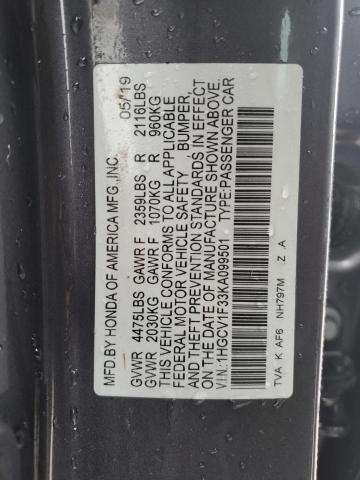 MFD.BY HONDA OF AMERICA MFG.,INC. 05/19
GVWR 4475LBS GAWR F 2359LBS R 2116LBS
GVWR 2030KG GAWR F 1070KG R 960KG
THIS VEHICLE CONFORMS TO ALL APPLICABLE
FEDERAL MOTOR VEHICLE SAFETY, BUMPER,
AND THEFT PREVENTION STANDARDS IN EFFECT
ON THE DATE OF MANUFACTURE SHOWN ABOVE.
V.I.N.: 1HGCV1F33KA099501 TYPE:PASSENGER CAR
TVA K AF6 NH797M Z A